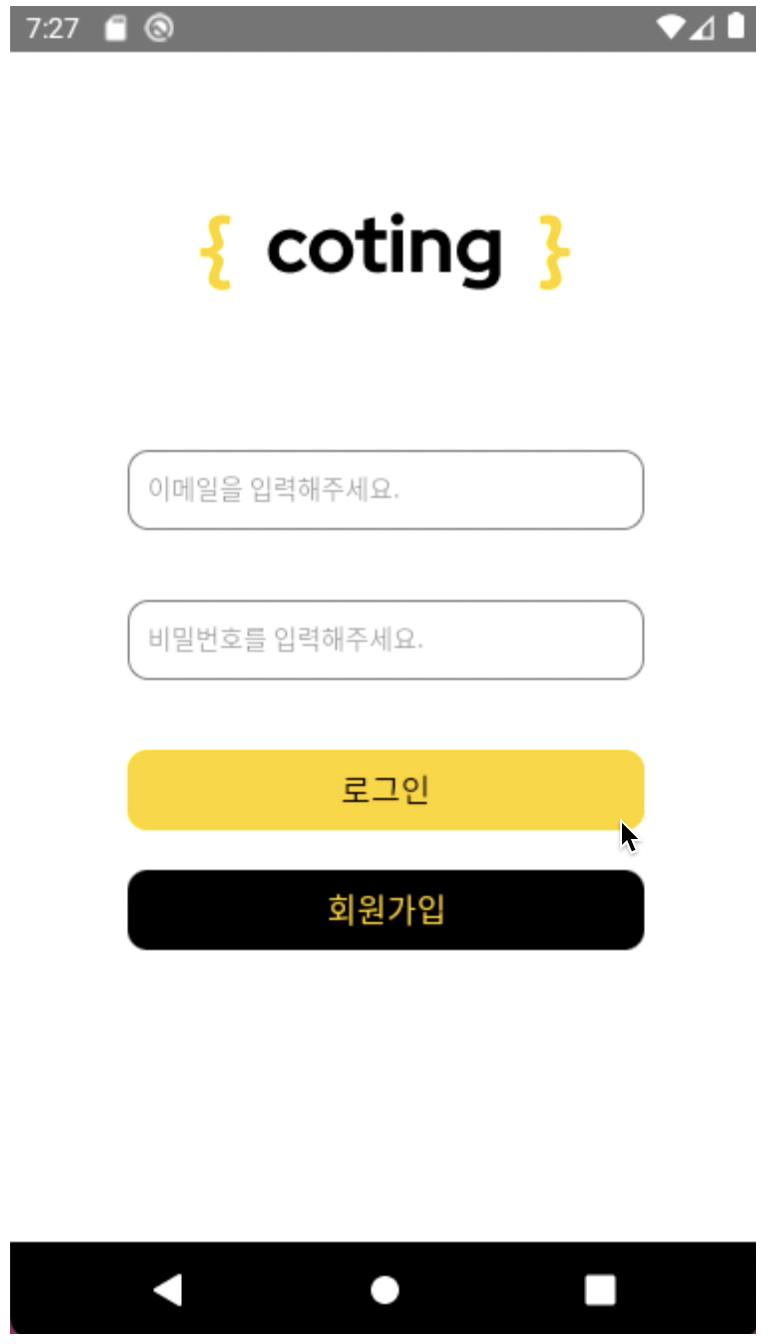 7:27
{ coting }
이메일을 입력해주세요.
비밀번호를 입력해주세요.
로그인
회원가입